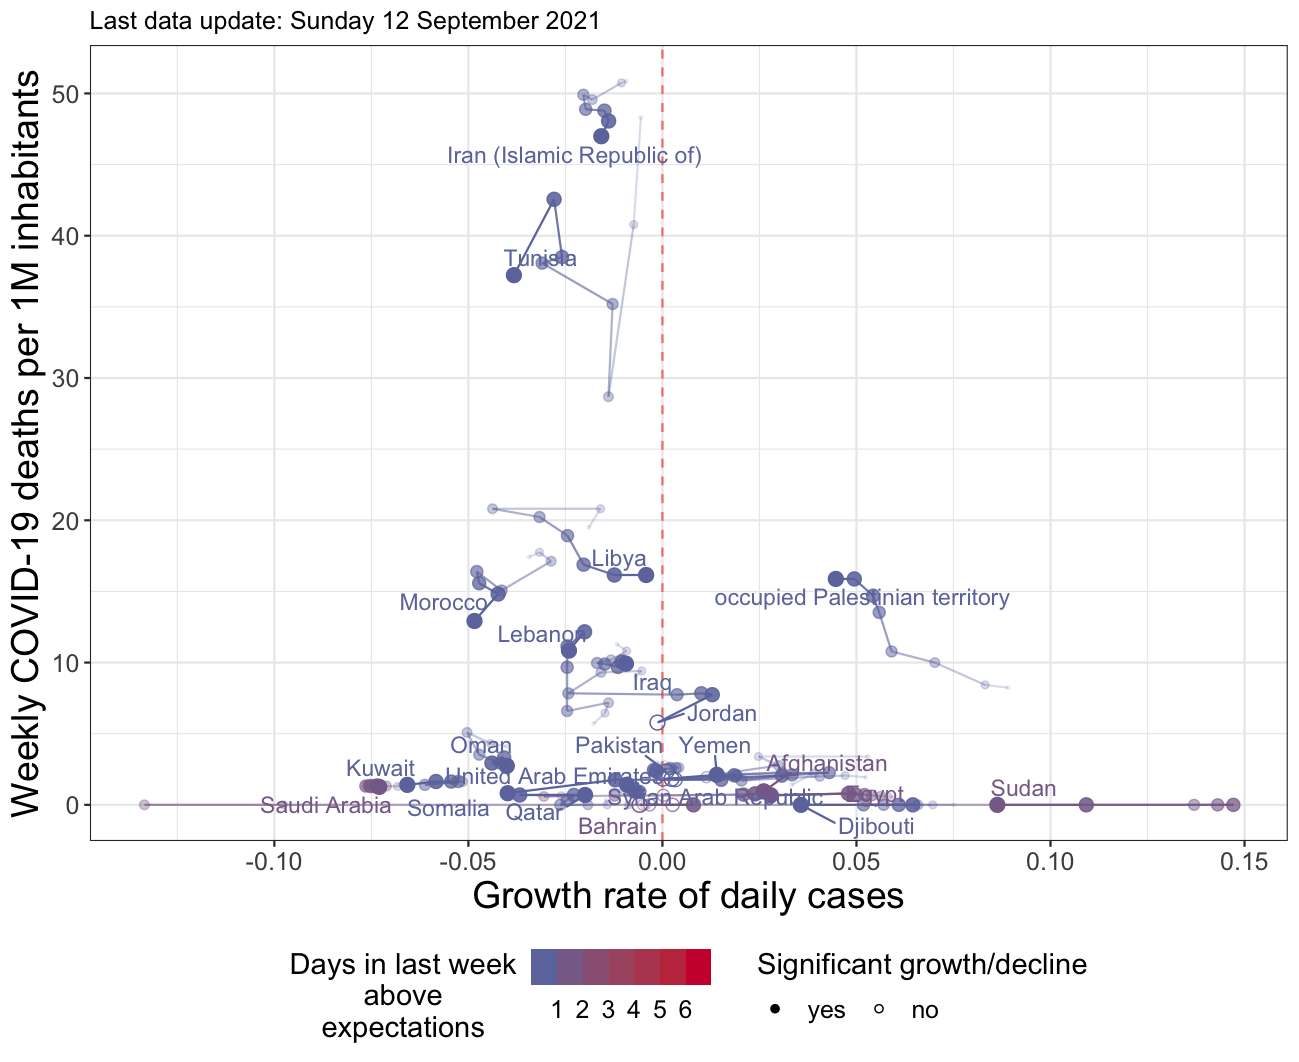 Last data update: Sunday 12 September 2021
Weekly COVID-19 deaths per 1M inhabitants
50
40
30
20
10
0
Iran (Islamic Republic of)
Tunisia
Libya
occupied Palestinian territory
Morocco
Lebanon
Iraq
Jordan
Oman
Pakistan
Yemen
Afghanistan
Kuwait
United Arab Emirates
Sudan
Saudi Arabia
Somalia
Qatar
Syrian Arab Republic
Egypt
Bahrain
Djibouti
-0.10
-0.05
0.00
0.05
0.10
0.15
Growth rate of daily cases
Days in last week
above
expectations
1 2 3 4 5 6
Significant growth/decline
yes
no